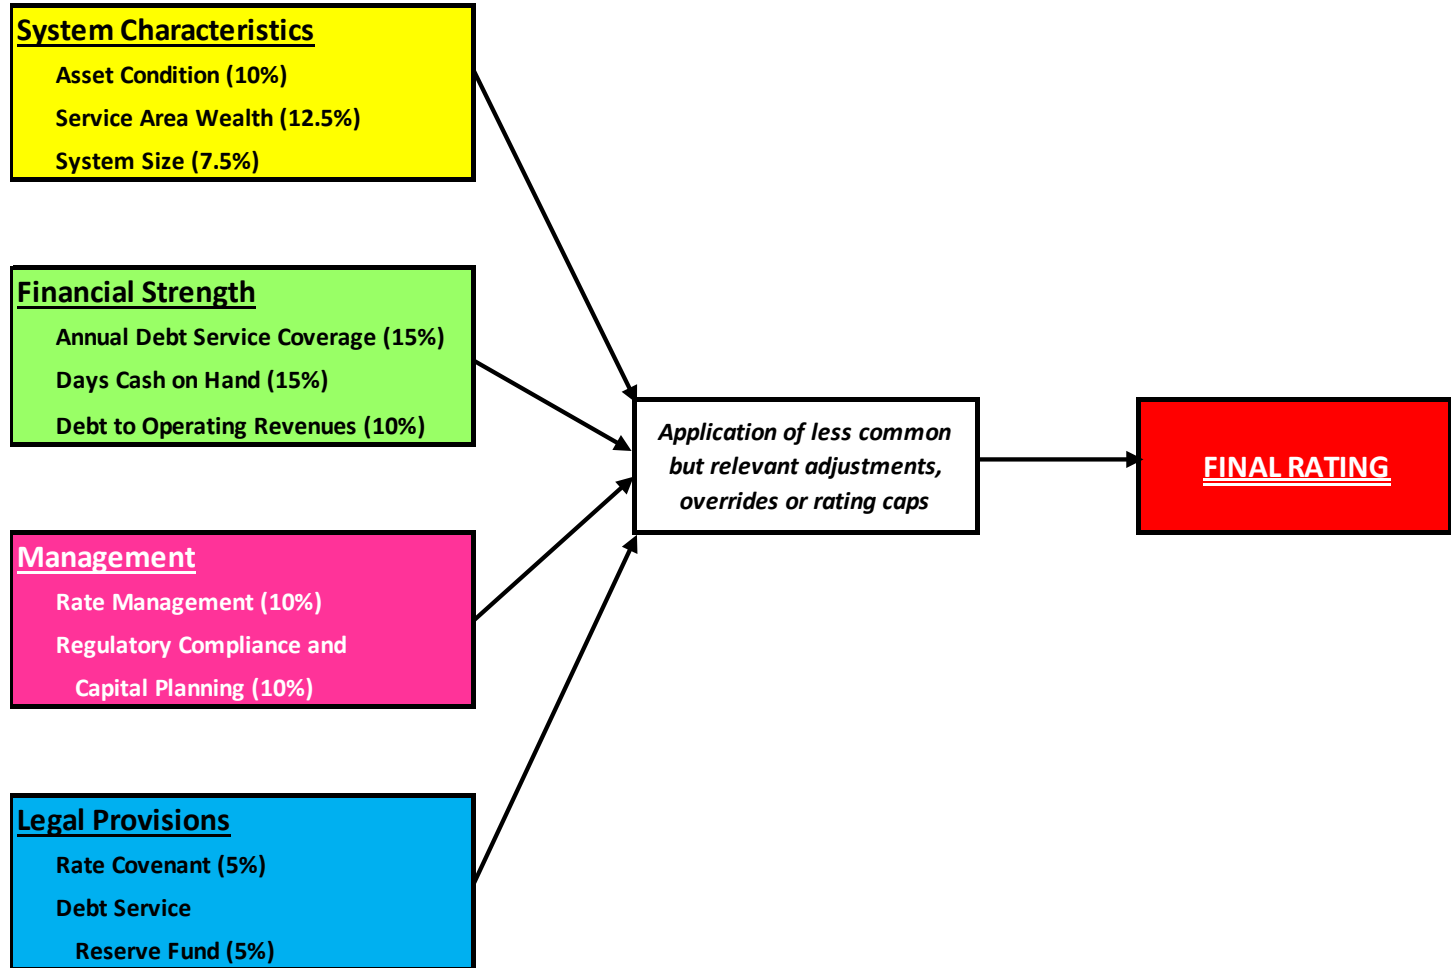 System Characteristics
Asset Condition (10%)
Service Area Wealth (12.5%)
System Size (7.5%)
Financial Strength
Annual Debt Service Coverage (15%)
Days Cash on Hand (15%)
Debt to Operating Revenues (10%)
Management
Rate Management (10%)
Regulatory Compliance and
Capital Planning (10%)
Legal Provisions
Rate Covenant (5%)
Debt Service
Reserve Fund (5%)
Application of less common
but relevant adjustments,
overrides or rating caps
FINAL RATING